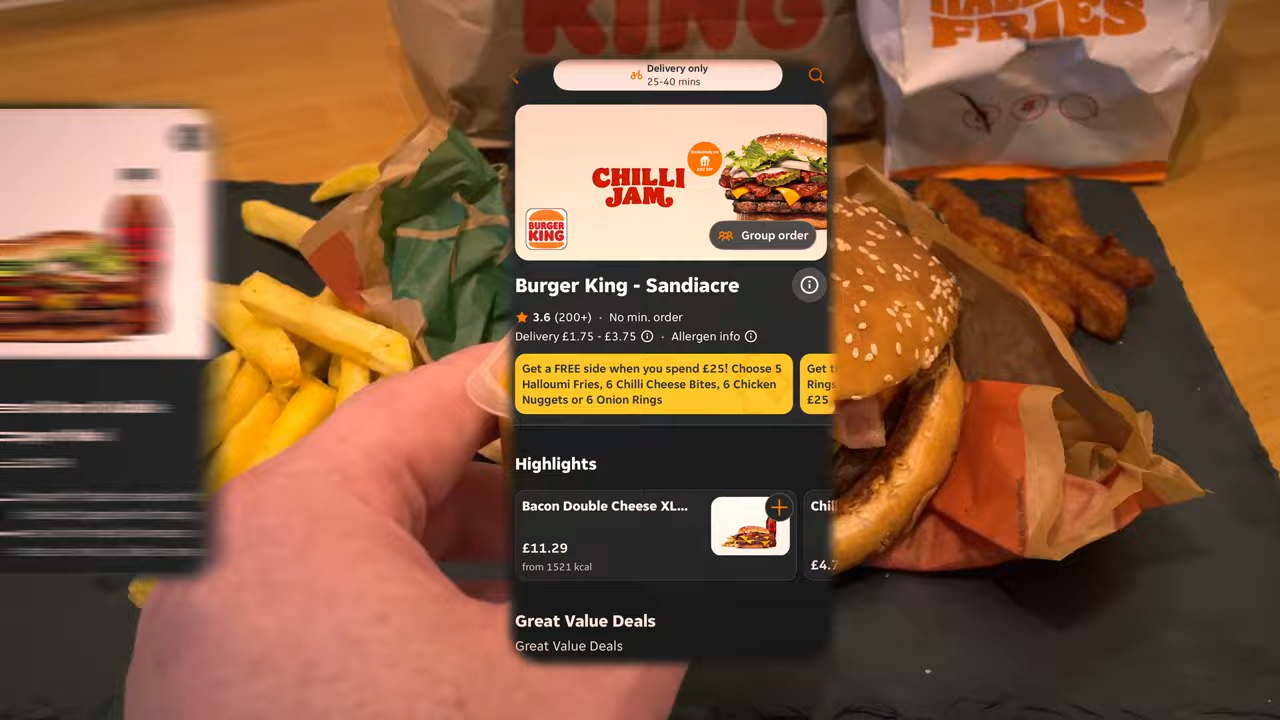 KING
FRIES
Delivery only
25-40 mins
CHILLI
JAM
BURGER
KING
Group order
Burger King - Sandiacre
3.6 (200+) · No min. order
Delivery £1.75 - £3.75 · Allergen info
Get a FREE side when you spend £25! Choose 5
Halloumi Fries, 6 Chilli Cheese Bites, 6 Chicken
Nuggets or 6 Onion Rings
Rings
£25
Highlights
Bacon Double Cheese XL...
£11.29
from 1521 kcal
Great Value Deals
Great Value Deals